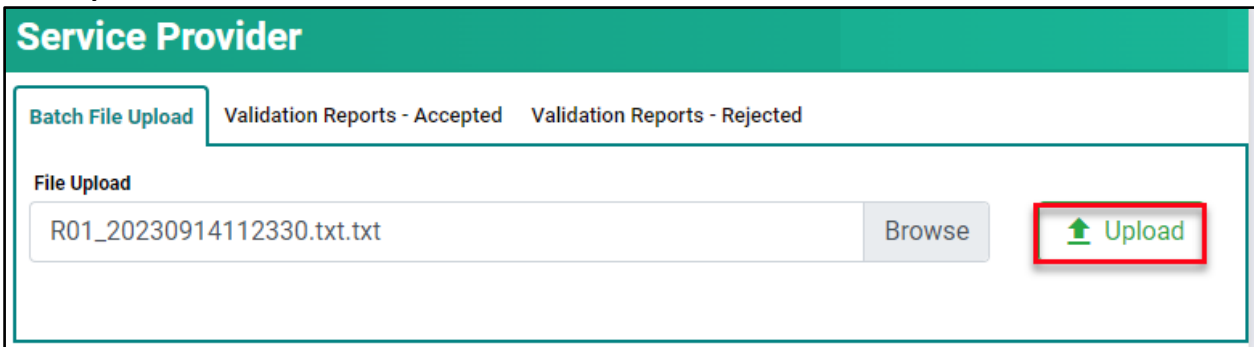 Service Provider
Batch File Upload Validation Reports - Accepted Validation Reports - Rejected
File Upload
R01_20230914112330.txt.txt Browse Upload